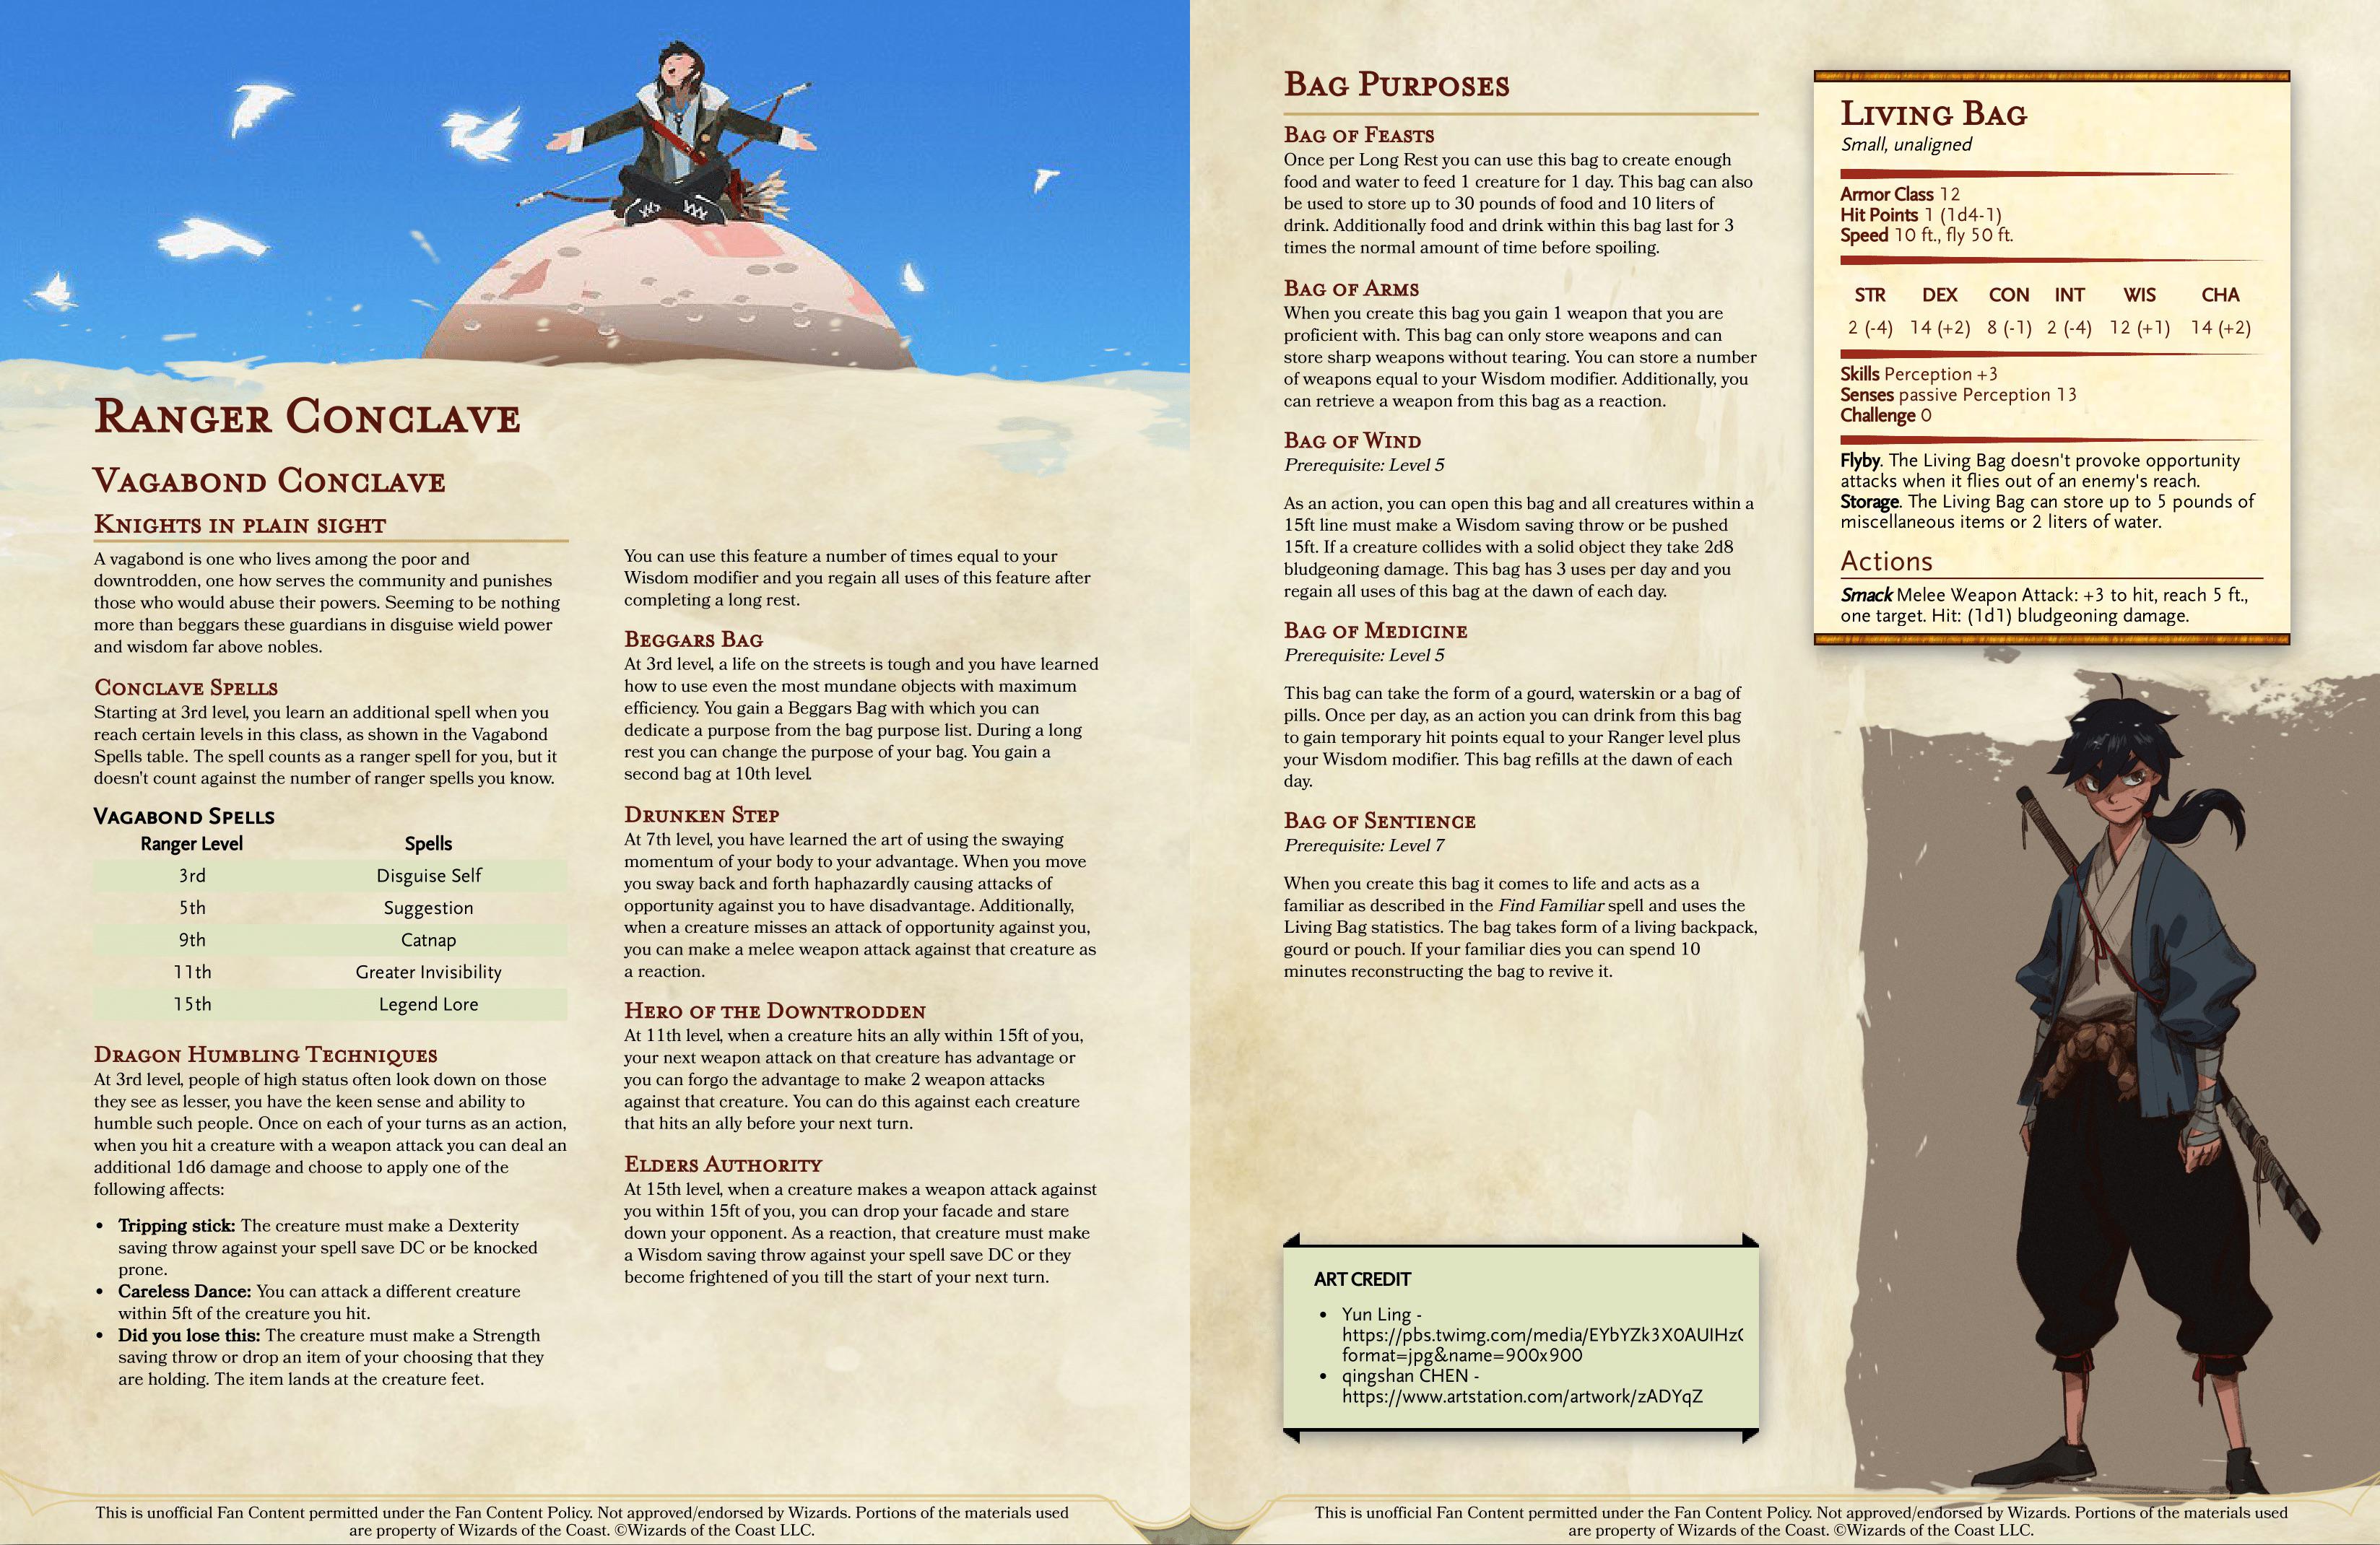 Ranger Conclave
Vagabond Conclave
Knights in plain sight
A vagabond is one who lives among the poor and
downtrodden, one how serves the community and punishes
those who would abuse their powers. Seeming to be nothing
more than beggars these guardians in disguise wield power
and wisdom far above nobles.
Conclave Spells
Starting at 3rd level, you learn an additional spell when you
reach certain levels in this class, as shown in the Vagabond
Spells table. The spell counts as a ranger spell for you, but it
doesn't count against the number of ranger spells you know.
Vagabond Spells
Ranger Level Spells
3rd Disguise Self
5th Suggestion
9th Catnap
11th Greater Invisibility
15th Legend Lore
Dragon Humbling Techniques
At 3rd level, people of high status often look down on those
they see as lesser, you have the keen sense and ability to
humble such people. Once on each of your turns as an action,
when you hit a creature with a weapon attack you can deal an
additional 1d6 damage and choose to apply one of the
following affects:
• Tripping stick: The creature must make a Dexterity
saving throw against your spell save DC or be knocked
prone.
• Careless Dance: You can attack a different creature
within 5ft of the creature you hit.
• Did you lose this: The creature must make a Strength
saving throw or drop an item of your choosing that they
are holding. The item lands at the creature feet.
You can use this feature a number of times equal to your
Wisdom modifier and you regain all uses of this feature after
completing a long rest.
Beggars Bag
At 3rd level, a life on the streets is tough and you have learned
how to use even the most mundane objects with maximum
efficiency. You gain a Beggars Bag with which you can
dedicate a purpose from the bag purpose list. During a long
rest you can change the purpose of your bag. You gain a
second bag at 10th level.
Drunken Step
At 7th level, you have learned the art of using the swaying
momentum of your body to your advantage. When you move
you sway back and forth haphazardly causing attacks of
opportunity against you to have disadvantage. Additionally,
when a creature misses an attack of opportunity against you,
you can make a melee weapon attack against that creature as
a reaction.
Hero of the Downtrodden
At 11th level, when a creature hits an ally within 15ft of you,
your next weapon attack on that creature has advantage or
you can forgo the advantage to make 2 weapon attacks
against that creature. You can do this against each creature
that hits an ally before your next turn.
Elders Authority
At 15th level, when a creature makes a weapon attack against
you within 15ft of you, you can drop your facade and stare
down your opponent. As a reaction, that creature must make
a Wisdom saving throw against your spell save DC or they
become frightened of you till the start of your next turn.
This is unofficial Fan Content permitted under the Fan Content Policy. Not approved/endorsed by Wizards. Portions of the materials used
are property of Wizards of the Coast. ©Wizards of the Coast LLC.
Bag Purposes
Bag of Feasts
Once per Long Rest you can use this bag to create enough
food and water to feed 1 creature for 1 day. This bag can also
be used to store up to 30 pounds of food and 10 liters of
drink. Additionally food and drink within this bag last for 3
times the normal amount of time before spoiling.
Bag of Arms
When you create this bag you gain 1 weapon that you are
proficient with. This bag can only store weapons and can
store sharp weapons without tearing. You can store a number
of weapons equal to your Wisdom modifier. Additionally, you
can retrieve a weapon from this bag as a reaction.
Bag of Wind
Prerequisite: Level 5
As an action, you can open this bag and all creatures within a
15ft line must make a Wisdom saving throw or be pushed
15ft. If a creature collides with a solid object they take 2d8
bludgeoning damage. This bag has 3 uses per day and you
regain all uses of this bag at the dawn of each day.
Bag of Medicine
Prerequisite: Level 5
This bag can take the form of a gourd, waterskin or a bag of
pills. Once per day, as an action you can drink from this bag
to gain temporary hit points equal to your Ranger level plus
your Wisdom modifier. This bag refills at the dawn of each
day.
Bag of Sentience
Prerequisite: Level 7
When you create this bag it comes to life and acts as a
familiar as described in the Find Familiar spell and uses the
Living Bag statistics. The bag takes form of a living backpack,
gourd or pouch. If your familiar dies you can spend 10
minutes reconstructing the bag to revive it.
ART CREDIT
• Yun Ling -
https://pbs.twimg.com/media/EYbYZk3X0AUIHz
format=jpg&name=900x900
• qingshan CHEN -
https://www.artstation.com/artwork/zADYqZ
Living Bag
Small, unaligned
Armor Class 12
Hit Points 1 (1d4-1)
Speed 10 ft., fly 50 ft.
STR DEX CON INT WIS CHA
2 (-4) 14 (+2) 8 (-1) 2 (-4) 12 (+1) 14 (+2)
Skills Perception +3
Senses passive Perception 13
Challenge 0
Flyby. The Living Bag doesn't provoke opportunity
attacks when it flies out of an enemy's reach.
Storage. The Living Bag can store up to 5 pounds of
miscellaneous items or 2 liters of water.
Actions
Smack Melee Weapon Attack: +3 to hit, reach 5 ft.,
one target. Hit: (1d1) bludgeoning damage.
This is unofficial Fan Content permitted under the Fan Content Policy. Not approved/endorsed by Wizards. Portions of the materials used
are property of Wizards of the Coast. ©Wizards of the Coast LLC.